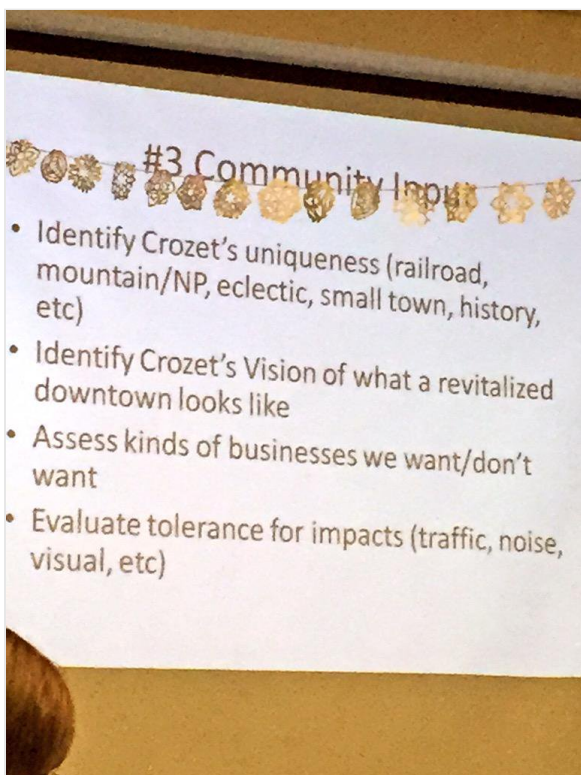 #3 Community Input
• Identify Crozet's uniqueness (railroad,
mountain/NP, eclectic, small town, history,
etc)
• Identify Crozet's Vision of what a revitalized
downtown looks like
• Assess kinds of businesses we want/don't
want
• Evaluate tolerance for impacts (traffic, noise,
visual, etc)